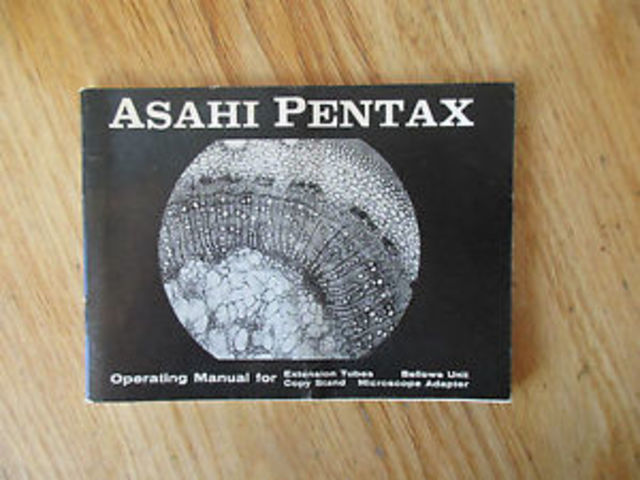 ASAHI PENTAX
Operating Manual for
Extension Tubes Bellows Unit
Copy Stand Microscope Adapter